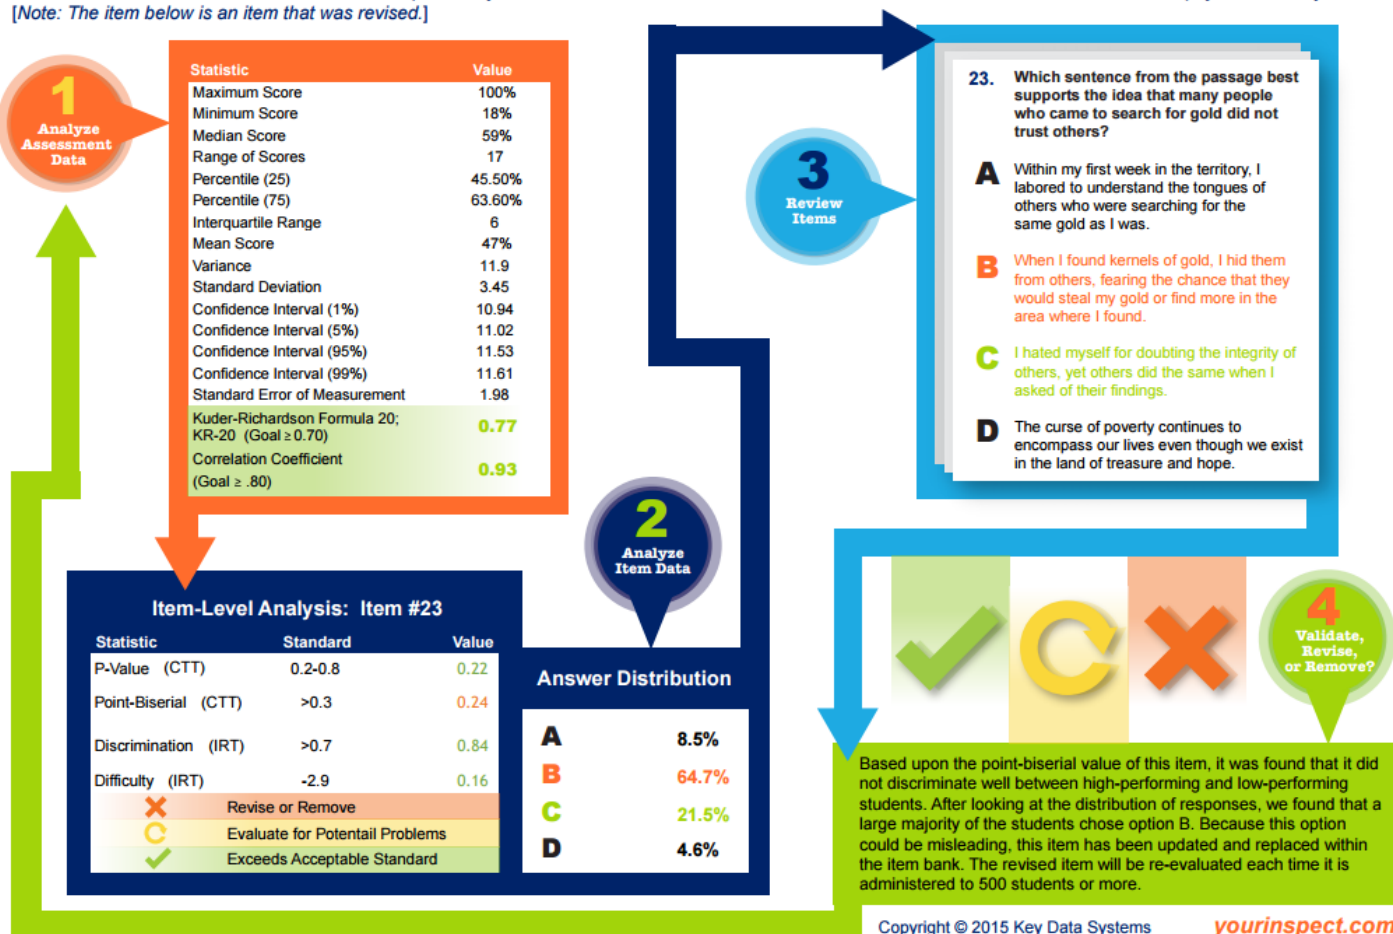 [Note: The item below is an item that was revised.]
1
Analyze
Assessment
Data
Statistic Value
Maximum Score 100%
Minimum Score 18%
Median Score 59%
Range of Scores 17
Percentile (25) 45.50%
Percentile (75) 63.60%
Interquartile Range 6
Mean Score 47%
Variance 11.9
Standard Deviation 3.45
Confidence Interval (1%) 10.94
Confidence Interval (5%) 11.02
Confidence Interval (95%) 11.53
Confidence Interval (99%) 11.61
Standard Error of Measurement 1.98
Kuder-Richardson Formula 20;
KR-20 (Goal ≥ 0.70) 0.77
Correlation Coefficient
(Goal ≥ .80) 0.93
2
Analyze
Item Data
Item-Level Analysis: Item #23
Statistic Standard Value
P-Value (CTT) 0.2-0.8 0.22
Point-Biserial (CTT) >0.3 0.24
Discrimination (IRT) >0.7 0.84
Difficulty (IRT) -2.9 0.16
Revise or Remove
Evaluate for Potentail Problems
Exceeds Acceptable Standard
Answer Distribution
A 8.5%
B 64.7%
C 21.5%
D 4.6%
3
Review
Items
23. Which sentence from the passage best
supports the idea that many people
who came to search for gold did not
trust others?
A Within my first week in the territory, I
labored to understand the tongues of
others who were searching for the
same gold as I was.
B When I found kernels of gold, I hid them
from others, fearing the chance that they
would steal my gold or find more in the
area where I found.
C I hated myself for doubting the integrity of
others, yet others did the same when I
asked of their findings.
D The curse of poverty continues to
encompass our lives even though we exist
in the land of treasure and hope.
4
Validate,
Revise,
or Remove?
Based upon the point-biserial value of this item, it was found that it did
not discriminate well between high-performing and low-performing
students. After looking at the distribution of responses, we found that a
large majority of the students chose option B. Because this option
could be misleading, this item has been updated and replaced within
the item bank. The revised item will be re-evaluated each time it is
administered to 500 students or more.
Copyright © 2015 Key Data Systems yourinspect.com